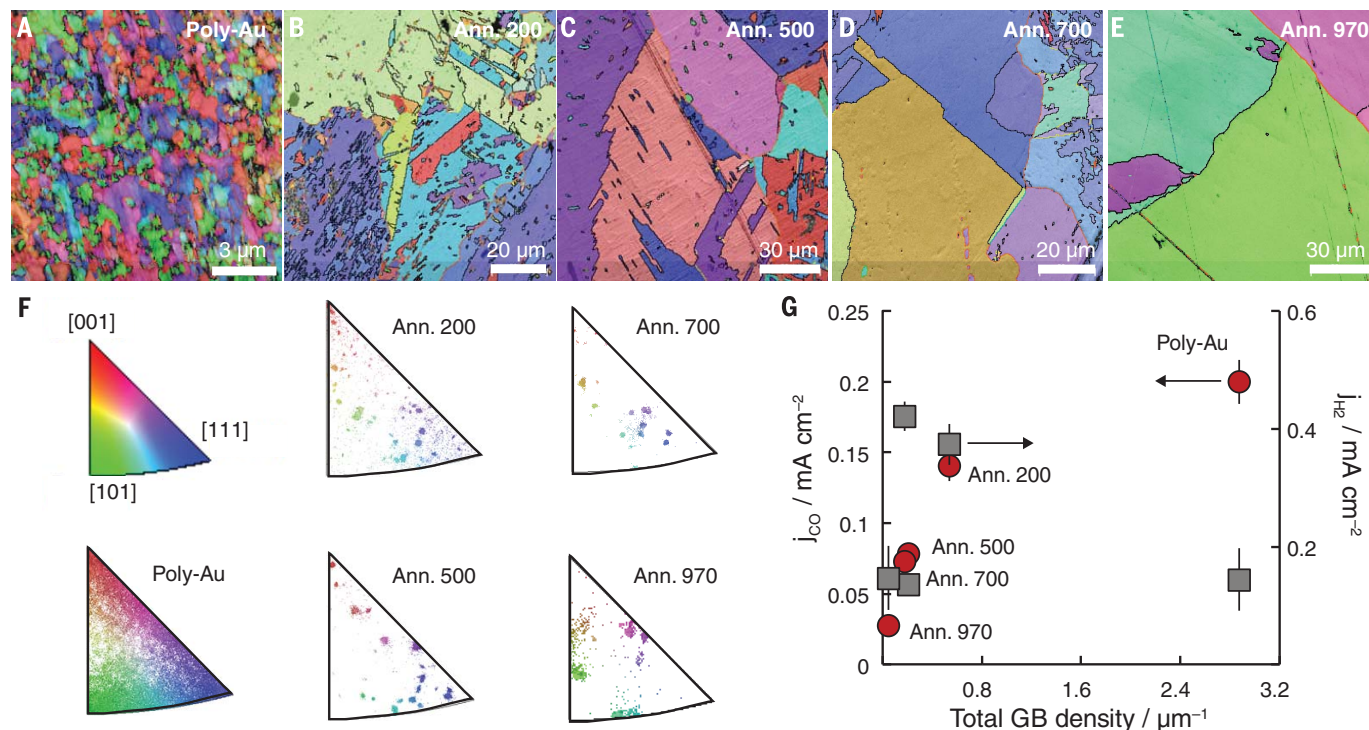 A
Poly-Au
3 µm
B
Ann. 200
20 µm
C
Ann. 500
30 µm
D
Ann. 700
20 µm
E
Ann. 970
30 µm
F
[001]
[111]
[101]
Ann. 200
Ann. 700
Poly-Au
Ann. 500
Ann. 970
G
0.25
0.2
0.15
0.1
0.05
0
j_CO / mA cm⁻²
0.6
0.4
0.2
j_H2 / mA cm⁻²
Poly-Au
Ann. 200
Ann. 500
Ann. 700
Ann. 970
0.8
1.6
2.4
3.2
Total GB density / µm⁻¹